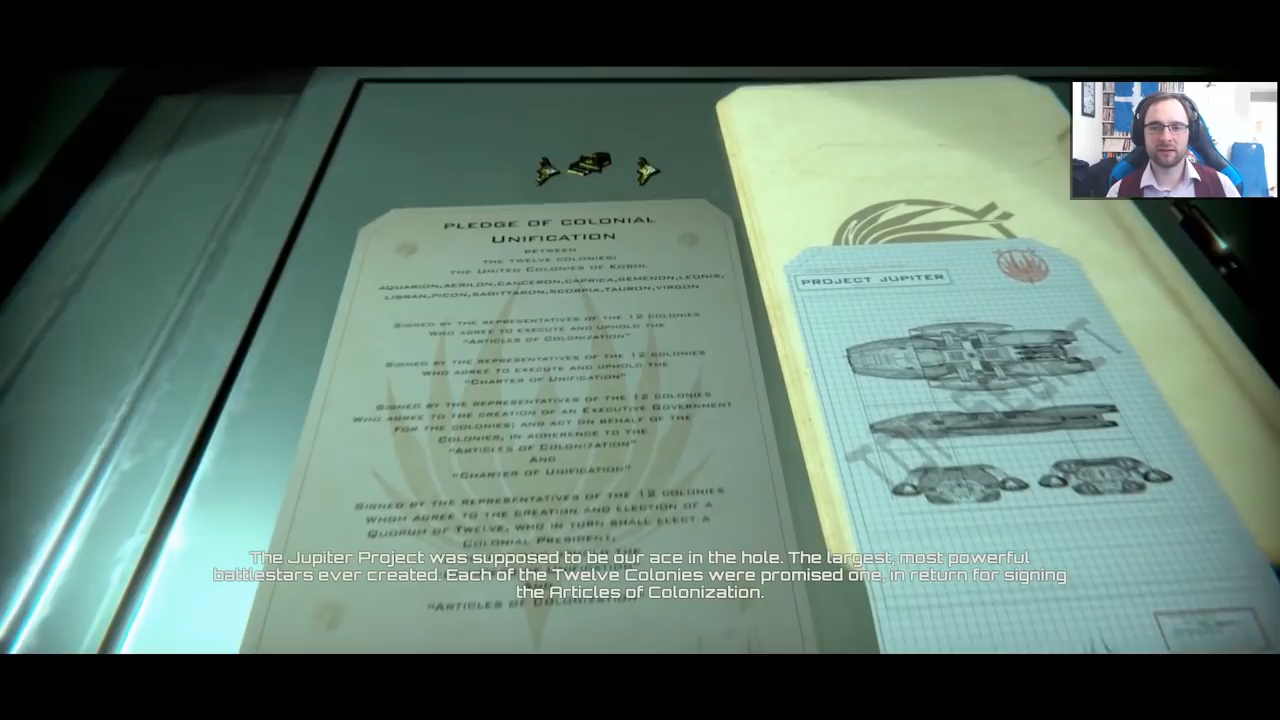 PLEDGE OF COLONIAL
UNIFICATION
BETWEEN
THE TWELVE COLONIES;
THE UNITED COLONIES OF KOBOL
AQUARION,AERILON,CANCERON,CAPRICA,GEMENON,LEONIS,
LIBRAN,PICON,SAGITTARON,SCORPIA,TAURON,VIRGON
SIGNED BY THE REPRESENTATIVES OF THE 12 COLONIES
WHO AGREE TO EXECUTE AND UPHOLD THE
"ARTICLES OF COLONIZATION"
SIGNED BY THE REPRESENTATIVES OF THE 12 COLONIES
WHO AGREE TO EXECUTE AND UPHOLD THE
"CHARTER OF UNIFICATION"
SIGNED BY THE REPRESENTATIVES OF THE 12 COLONIES
WHO AGREE TO THE CREATION OF AN EXECUTIVE GOVERNMENT
FOR THE COLONIES; AND ACT ON BEHALF OF THE
COLONIES, IN ADHERENCE TO THE
"ARTICLES OF COLONIZATION"
AND
"CHARTER OF UNIFICATION"
SIGNED BY THE REPRESENTATIVES OF THE 12 COLONIES
WHOM AGREE TO THE CREATION AND ELECTION OF A
QUORUM OF TWELVE, WHO IN TURN SHALL ELECT A
COLONIAL PRESIDENT,
"ARTICLES OF COLONIZATION"
PROJECT JUPITER
The Jupiter Project was supposed to be our ace in the hole. The largest, most powerful
battlestars ever created. Each of the Twelve Colonies were promised one, in return for signing
the Articles of Colonization.